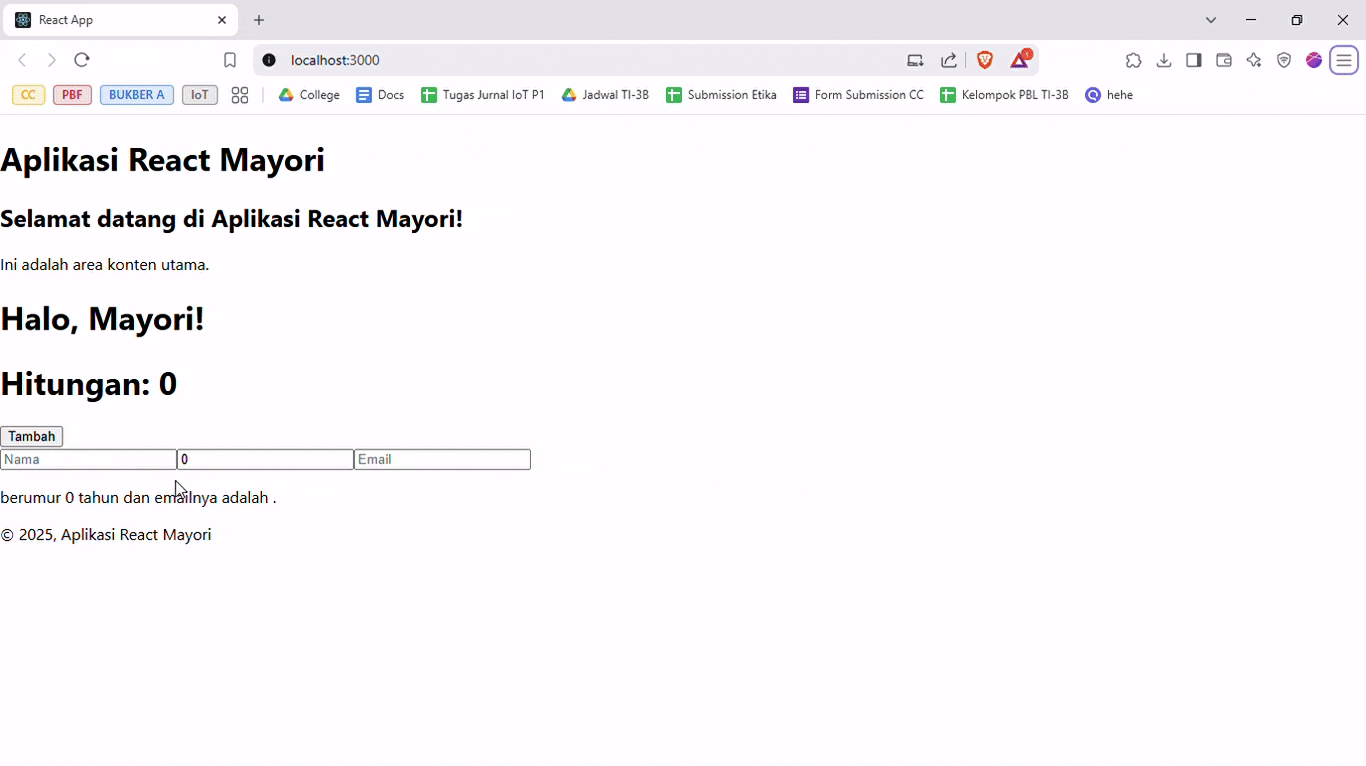 React App
localhost:3000
1
CC PBF BUKBER A IoT College Docs Tugas Jurnal IoT P1 Jadwal TI-3B Submission Etika Form Submission CC Kelompok PBL TI-3B hehe
Aplikasi React Mayori
Selamat datang di Aplikasi React Mayori!
Ini adalah area konten utama.
Halo, Mayori!
Hitungan: 0
Tambah
Nama 0 Email
berumur 0 tahun dan emailnya adalah .
© 2025, Aplikasi React Mayori